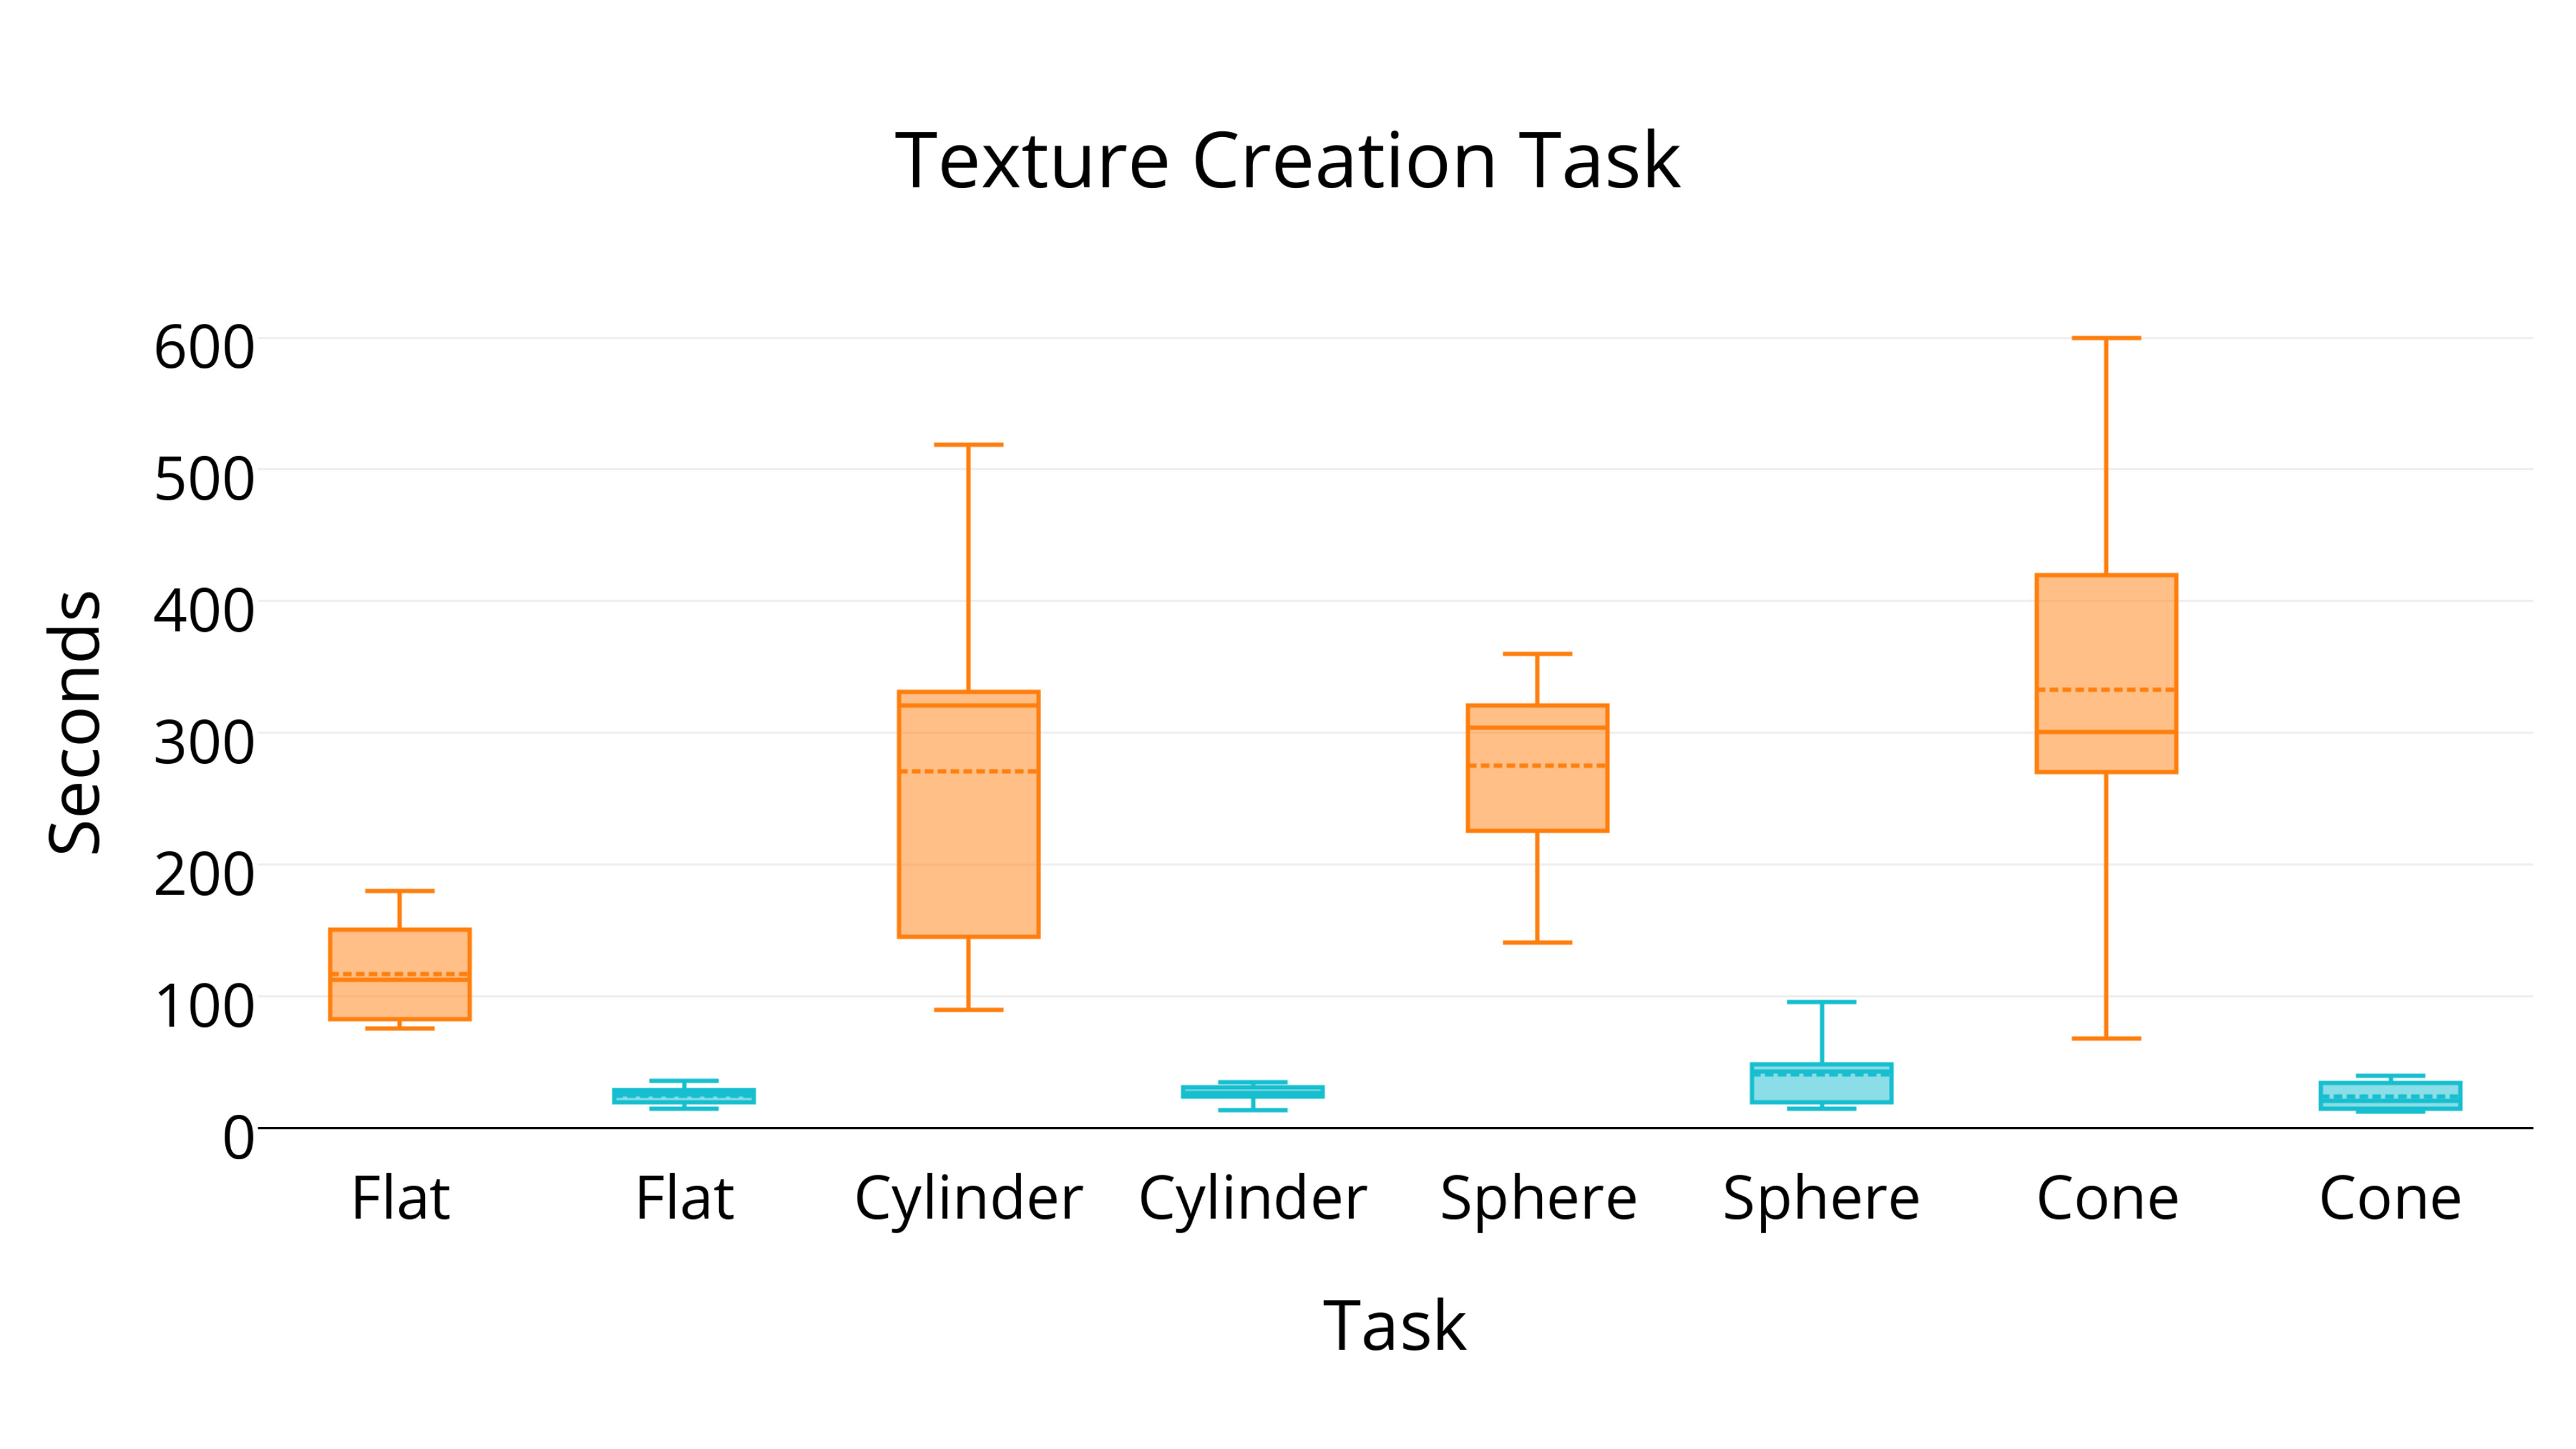 Texture Creation Task
600
500
400
300
200
100
0
Seconds
Flat Flat Cylinder Cylinder Sphere Sphere Cone Cone
Task